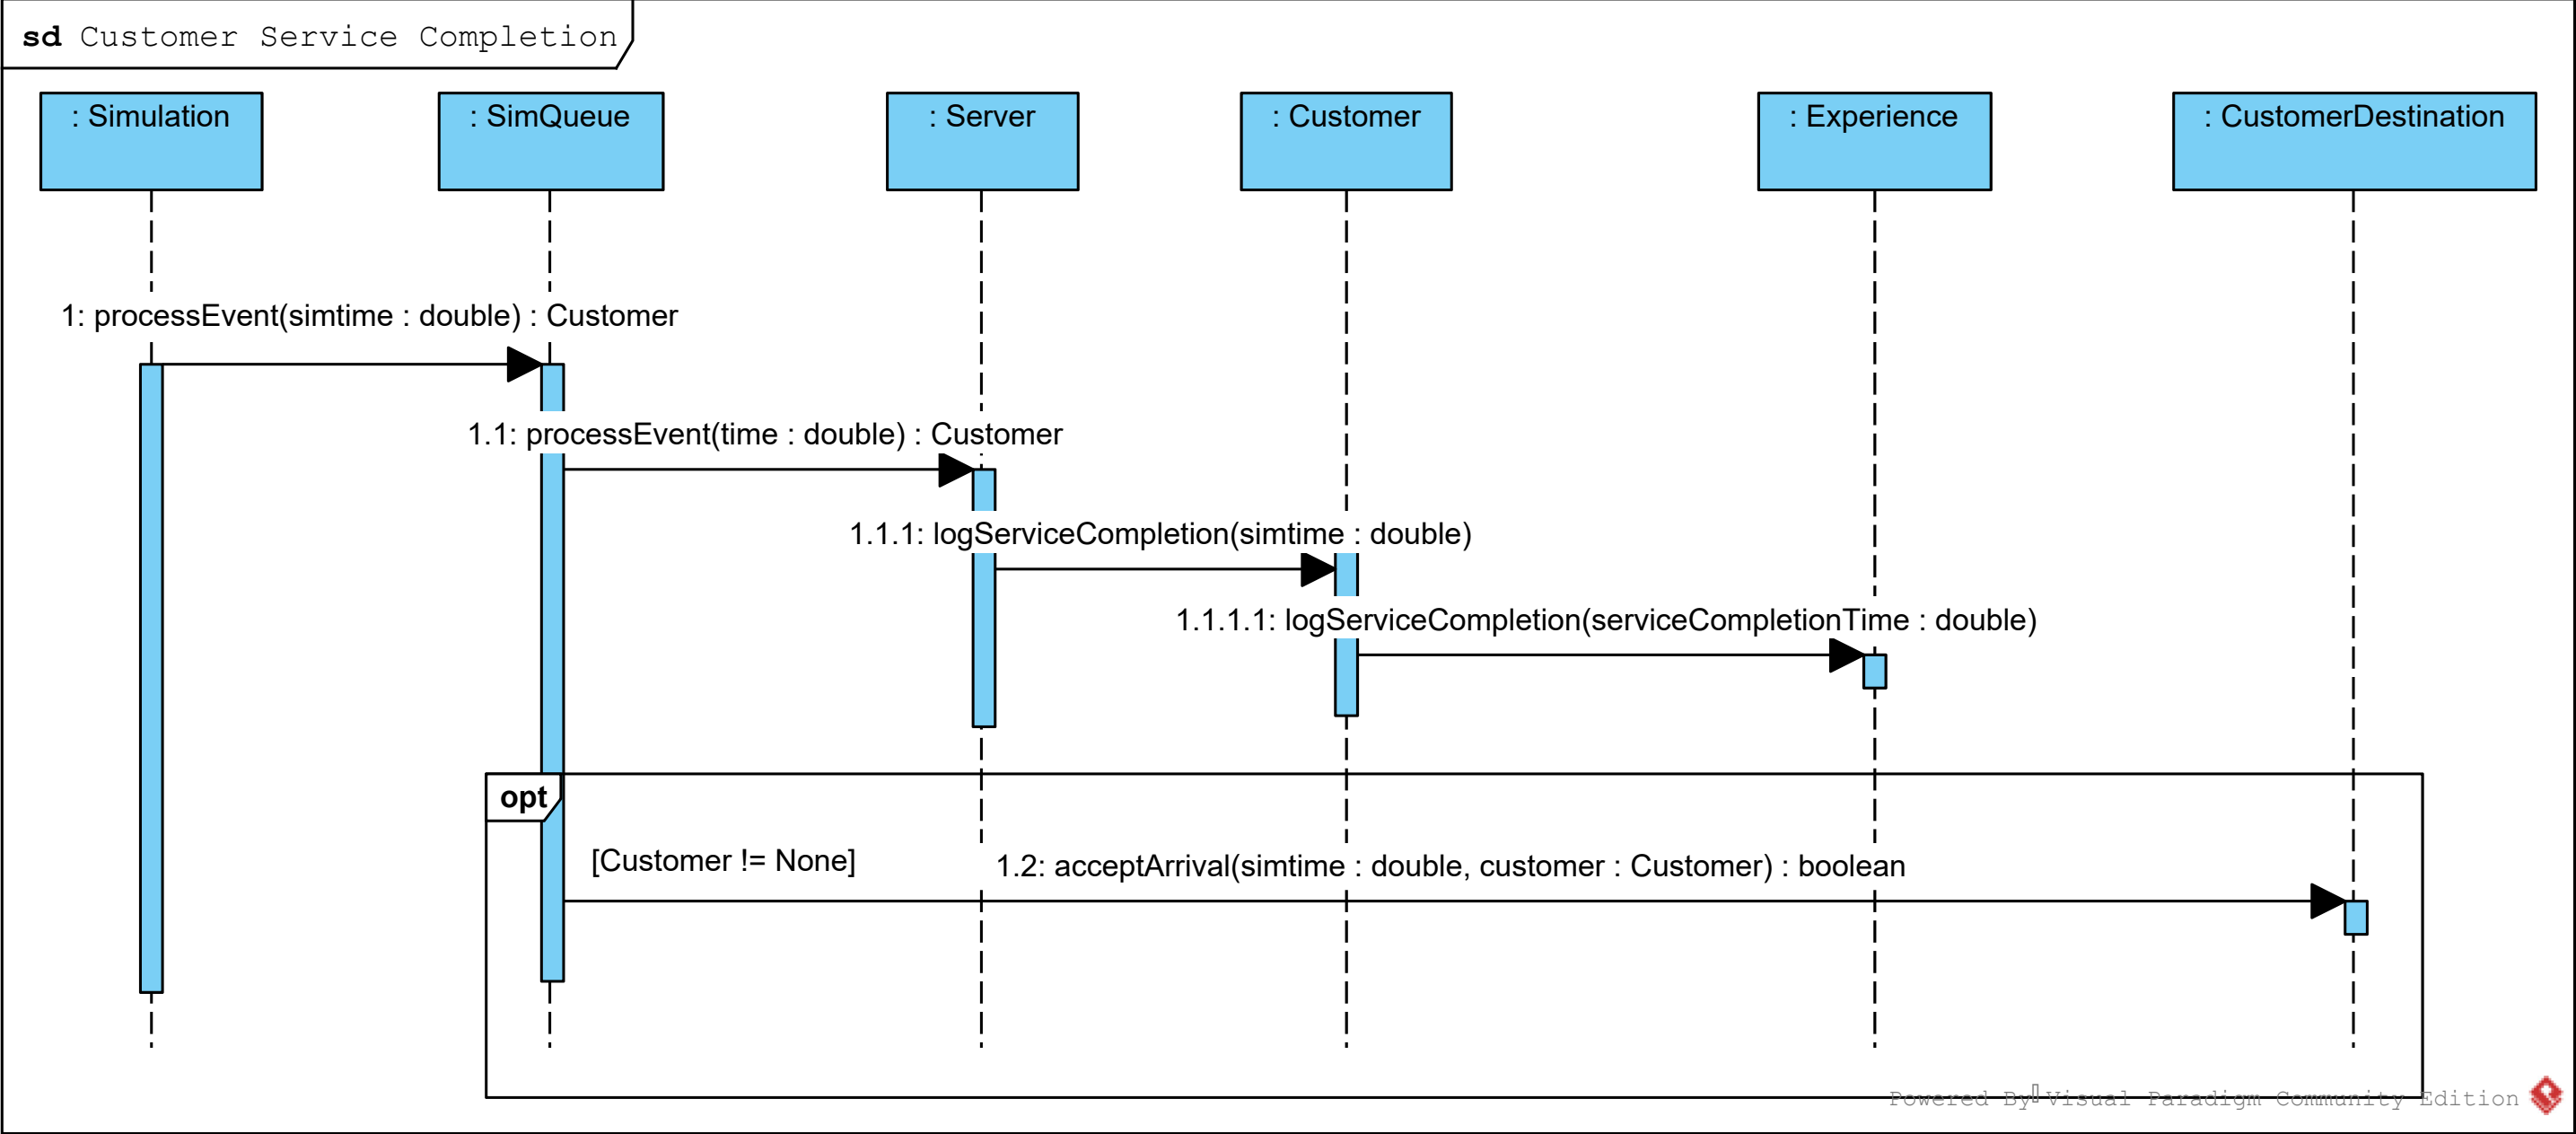 sd Customer Service Completion
: Simulation
: SimQueue
: Server
: Customer
: Experience
: CustomerDestination
1: processEvent(simtime : double) : Customer
1.1: processEvent(time : double) : Customer
1.1.1: logServiceCompletion(simtime : double)
1.1.1.1: logServiceCompletion(serviceCompletionTime : double)
opt
[Customer != None]
1.2: acceptArrival(simtime : double, customer : Customer) : boolean
Powered By Visual Paradigm Community Edition